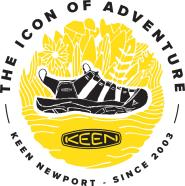 THE ICON OF ADVENTURE
KEEN
KEEN NEWPORT - SINCE 2003